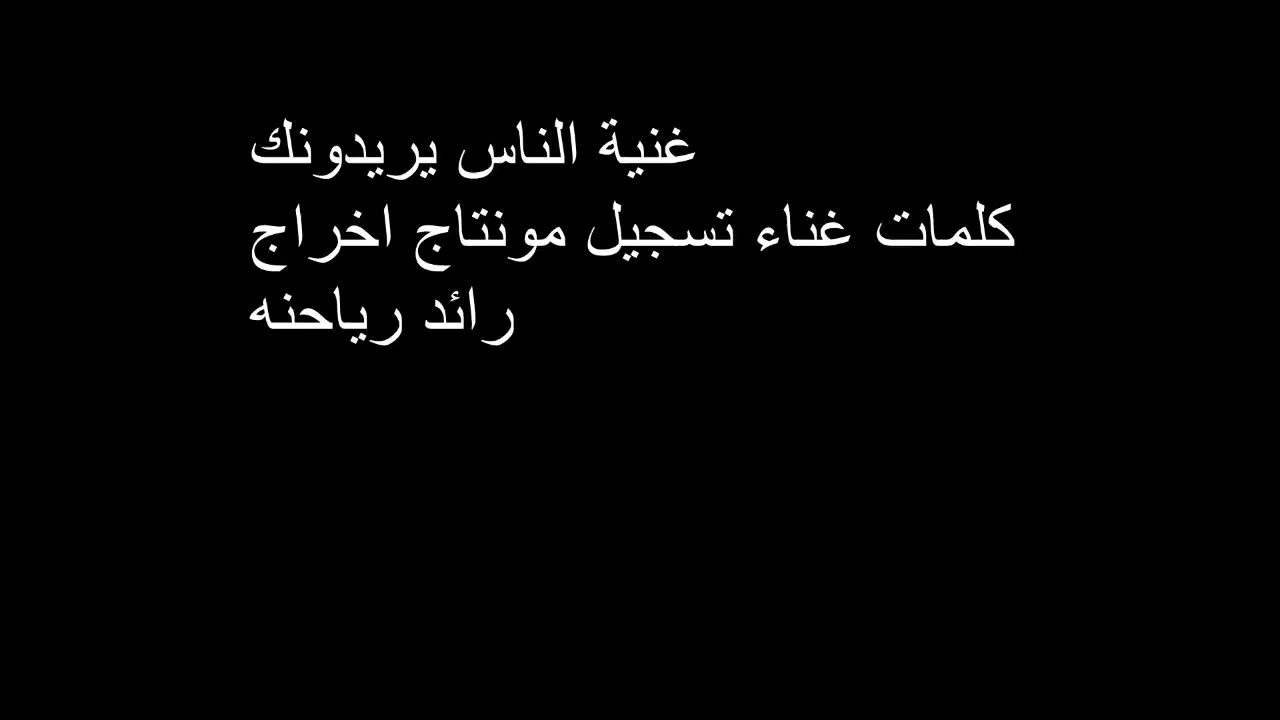 غنية الناس يريدونك
كلمات غناء تسجيل مونتاج اخراج
رائد رياحنه